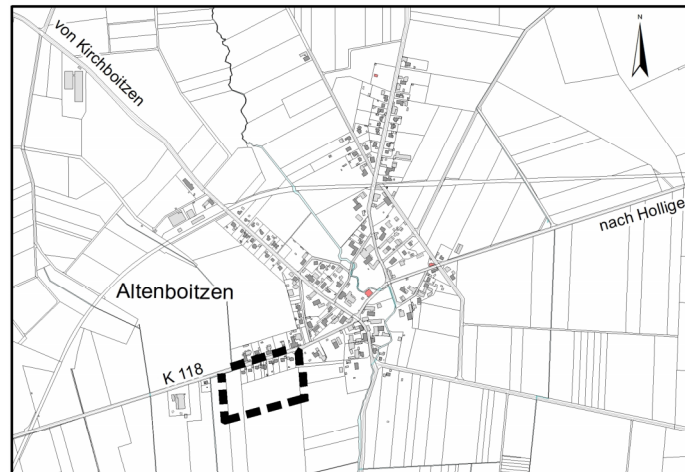 N
von Kirchboitzen
nach Hollige
Altenboitzen
K 118